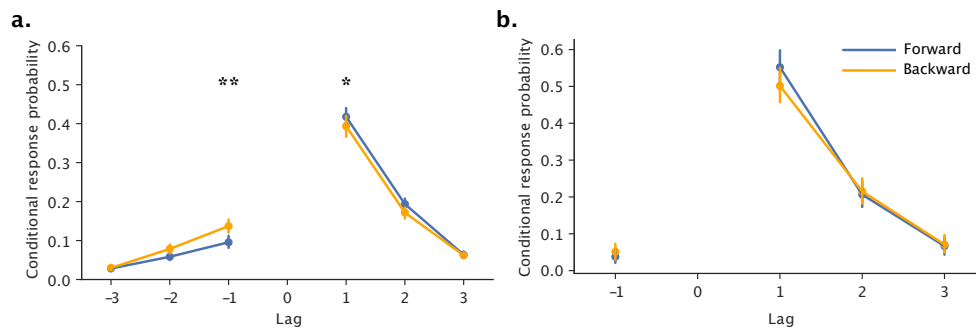 a.
Conditional response probability
0.6
0.5
0.4
0.3
0.2
0.1
0.0
** *
−3 −2 −1 0 1 2 3
Lag
b.
Conditional response probability
0.6
0.5
0.4
0.3
0.2
0.1
0.0
Forward
Backward
−1 0 1 2 3
Lag